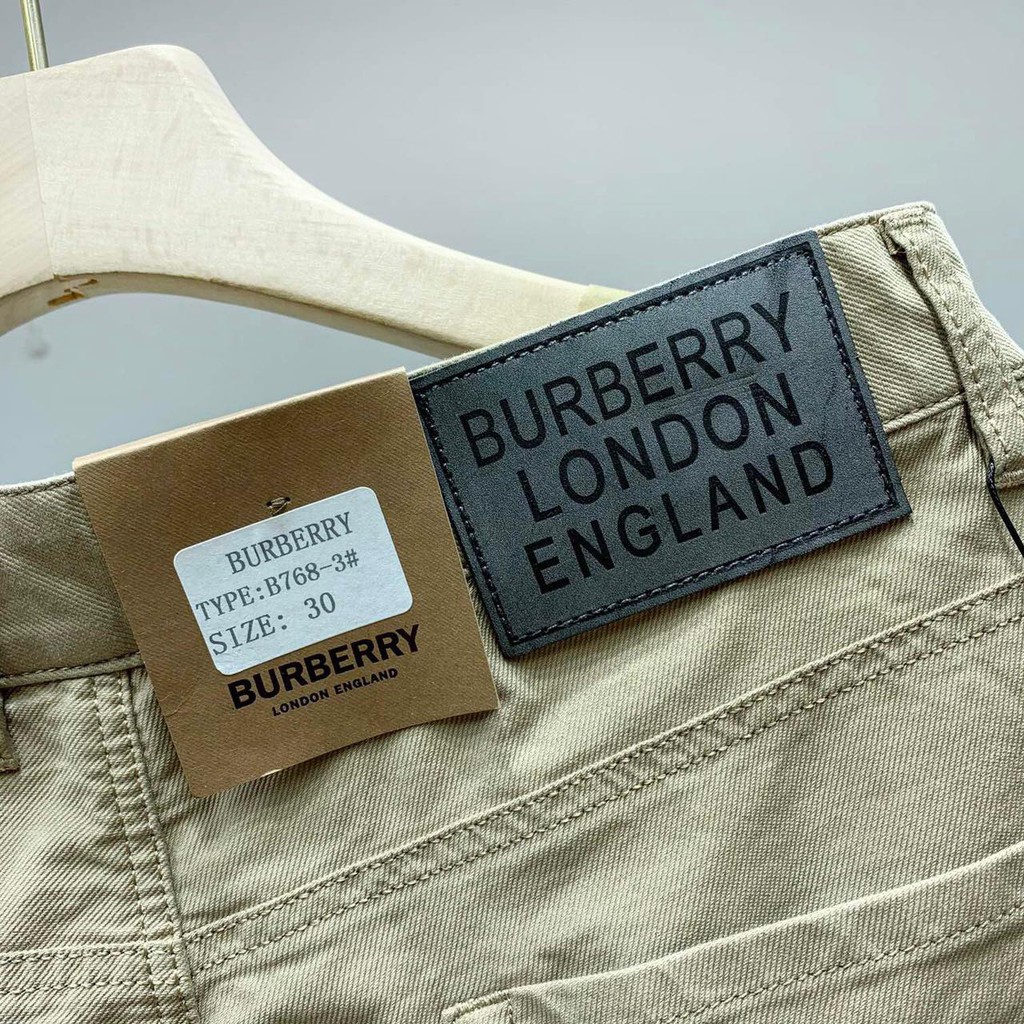 BURBERRY
LONDON
ENGLAND
BURBERRY
TYPE:B768-3#
SIZE: 30
BURBERRY
LONDON ENGLAND